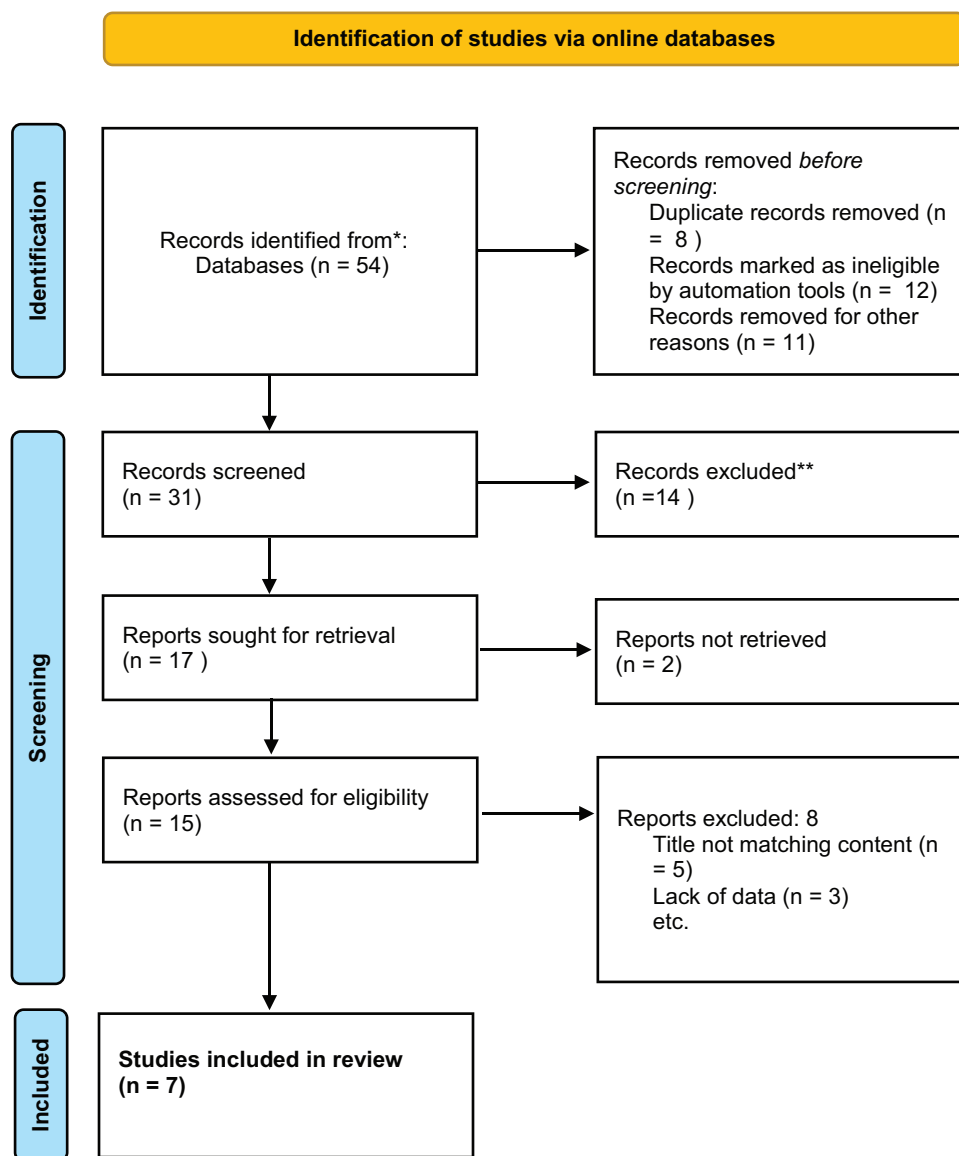 Identification of studies via online databases
Identification
Records identified from*:
Databases (n = 54)
Records removed before
screening:
Duplicate records removed (n
= 8 )
Records marked as ineligible
by automation tools (n = 12)
Records removed for other
reasons (n = 11)
Screening
Records screened
(n = 31)
Records excluded**
(n =14 )
Reports sought for retrieval
(n = 17 )
Reports not retrieved
(n = 2)
Reports assessed for eligibility
(n = 15)
Reports excluded: 8
Title not matching content (n
= 5)
Lack of data (n = 3)
etc.
Included
Studies included in review
(n = 7)